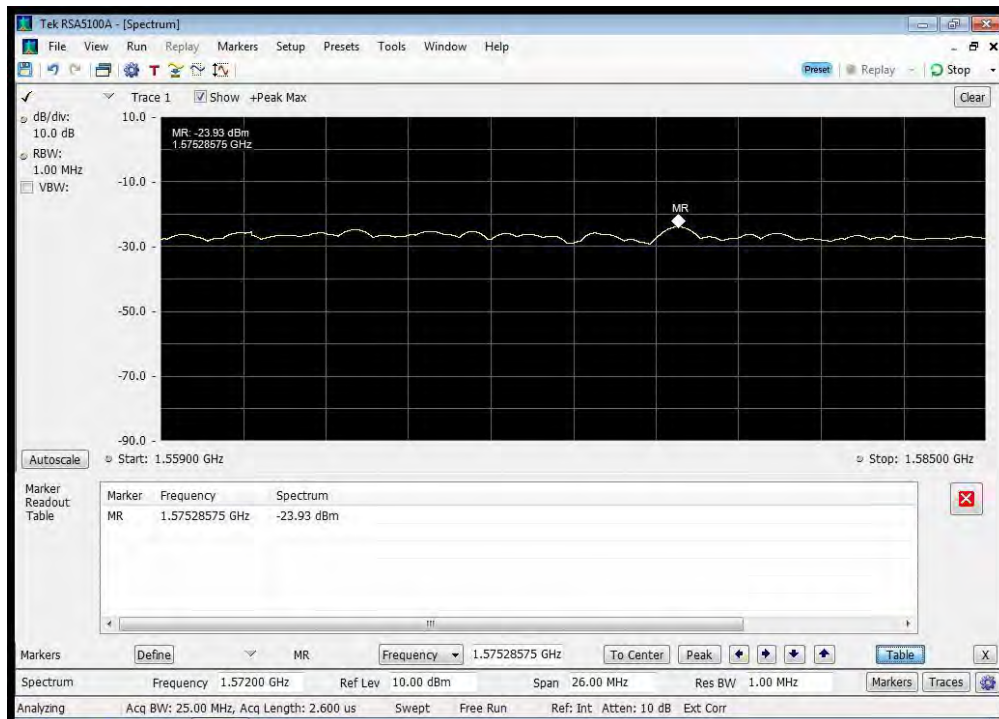 Tek RSA5100A - [Spectrum]
File View Run Replay Markers Setup Presets Tools Window Help
Preset Replay Stop
Trace 1 Show +Peak Max Clear
dB/div:
10.0 dB
RBW:
1.00 MHz
VBW:
10.0
MR: -23.93 dBm
1.57528575 GHz
-10.0
MR
-30.0
-50.0
-70.0
-90.0
Autoscale Start: 1.55900 GHz Stop: 1.58500 GHz
Marker Readout Table
Marker Frequency Spectrum
MR 1.57528575 GHz -23.93 dBm
Markers Define MR Frequency 1.57528575 GHz To Center Peak Table X
Spectrum Frequency 1.57200 GHz Ref Lev 10.00 dBm Span 26.00 MHz Res BW 1.00 MHz Markers Traces
Analyzing Acq BW: 25.00 MHz, Acq Length: 2.600 us Swept Free Run Ref: Int Atten: 10 dB Ext Corr